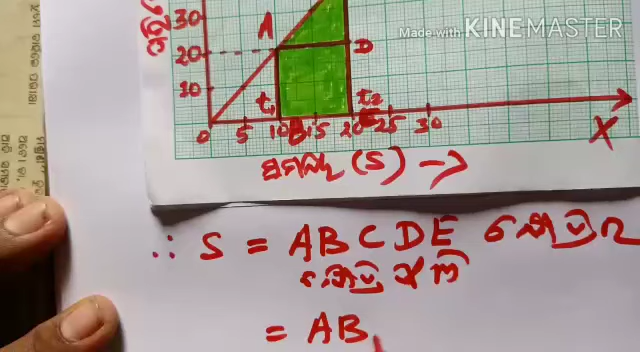 Made with KINEMASTER
30
20 A D
10 t₁ t₂
0 5 10 B 15 20 25 30
X
ସମୟ (S) →
∴ S = ABCDE କ୍ଷେତ୍ରର
କ୍ଷେତ୍ରଫଳ
= AB